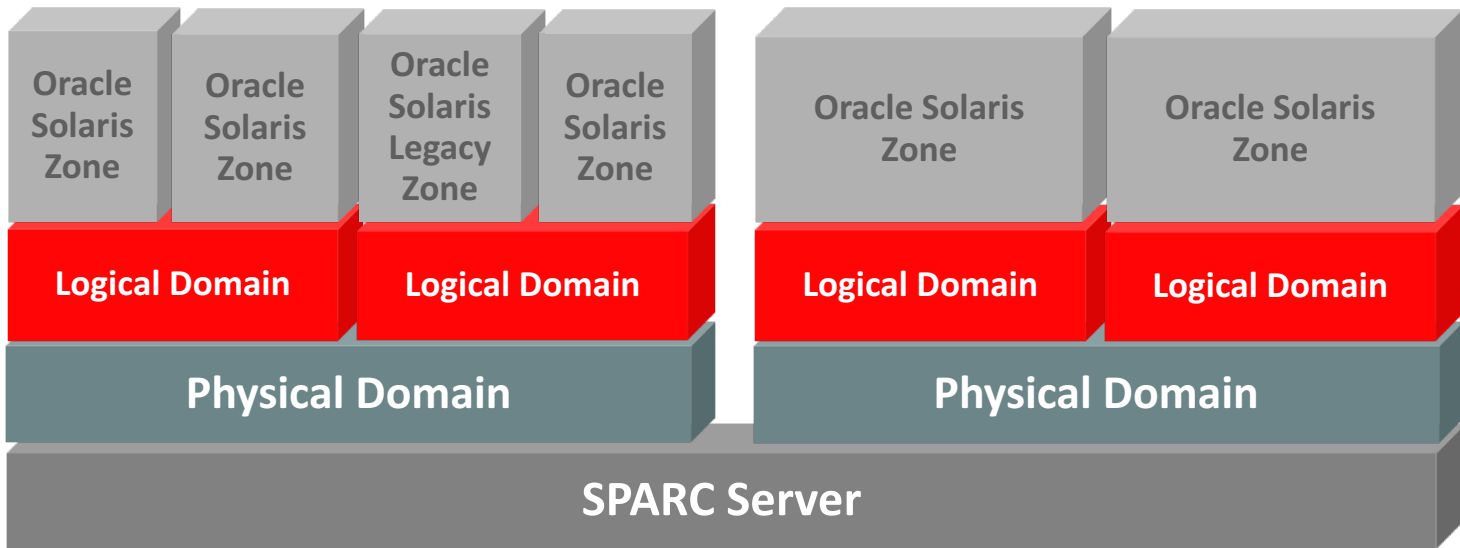 Oracle
Solaris
Zone
Oracle
Solaris
Zone
Oracle
Solaris
Legacy
Zone
Oracle
Solaris
Zone
Oracle Solaris
Zone
Oracle Solaris
Zone
Logical Domain
Logical Domain
Logical Domain
Logical Domain
Physical Domain
Physical Domain
SPARC Server